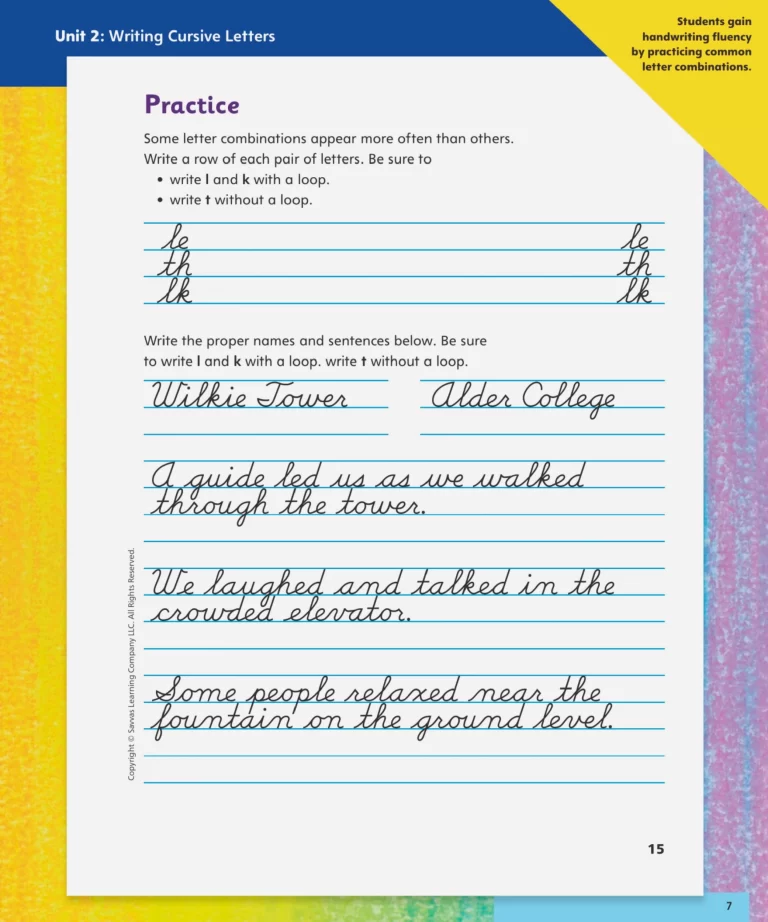 Unit 2: Writing Cursive Letters
Students gain
handwriting fluency
by practicing common
letter combinations.
Practice
Some letter combinations appear more often than others.
Write a row of each pair of letters. Be sure to
• write l and k with a loop.
• write t without a loop.
le le
th th
lk lk
Write the proper names and sentences below. Be sure
to write l and k with a loop. write t without a loop.
Wilkie Tower Alder College
A guide led us as we walked
through the tower.
We laughed and talked in the
crowded elevator.
Some people relaxed near the
fountain on the ground level.
Copyright © Savvas Learning Company LLC. All Rights Reserved.
15
7